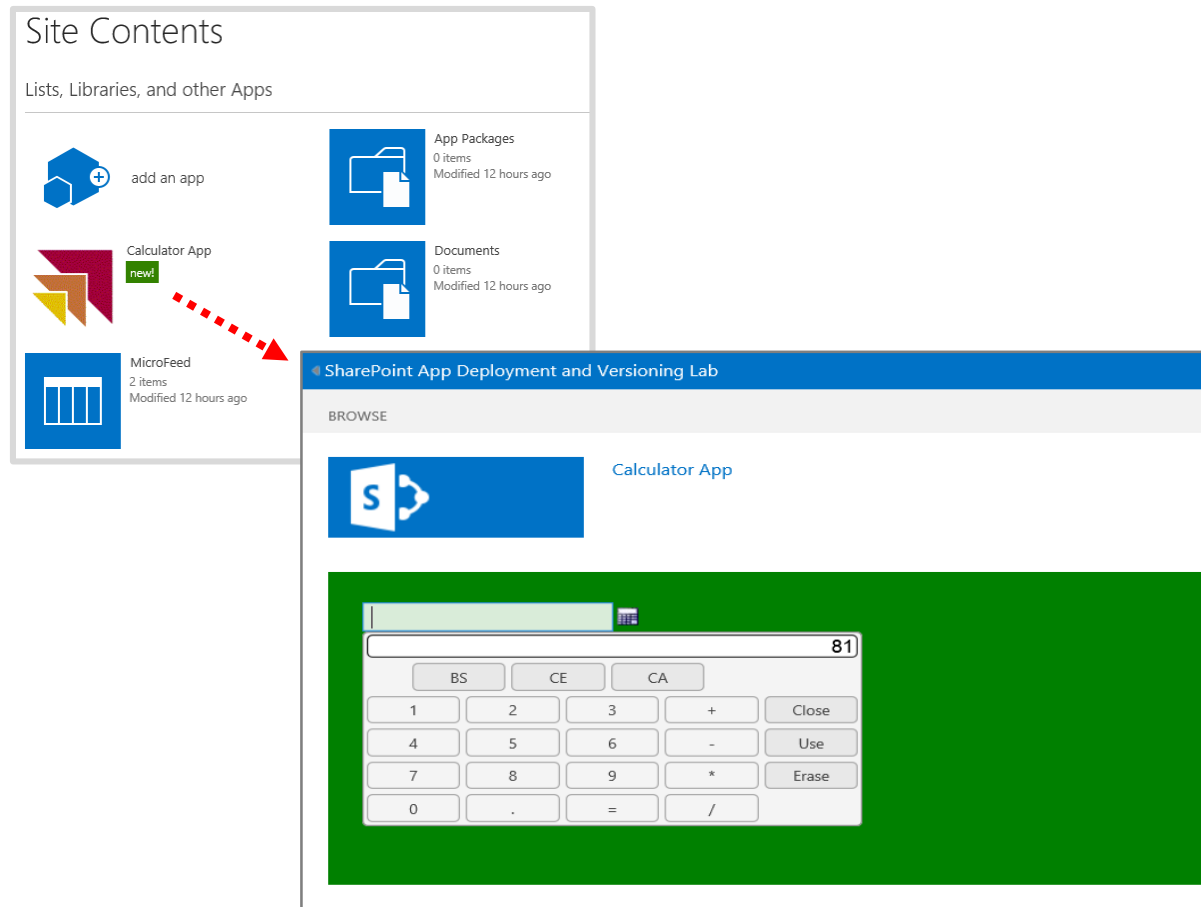 Site Contents
Lists, Libraries, and other Apps
add an app
App Packages
0 items
Modified 12 hours ago
Calculator App
new!
Documents
0 items
Modified 12 hours ago
MicroFeed
2 items
Modified 12 hours ago
SharePoint App Deployment and Versioning Lab
BROWSE
S
Calculator App
81
BS CE CA
1 2 3 + Close
4 5 6 - Use
7 8 9 * Erase
0 . = /